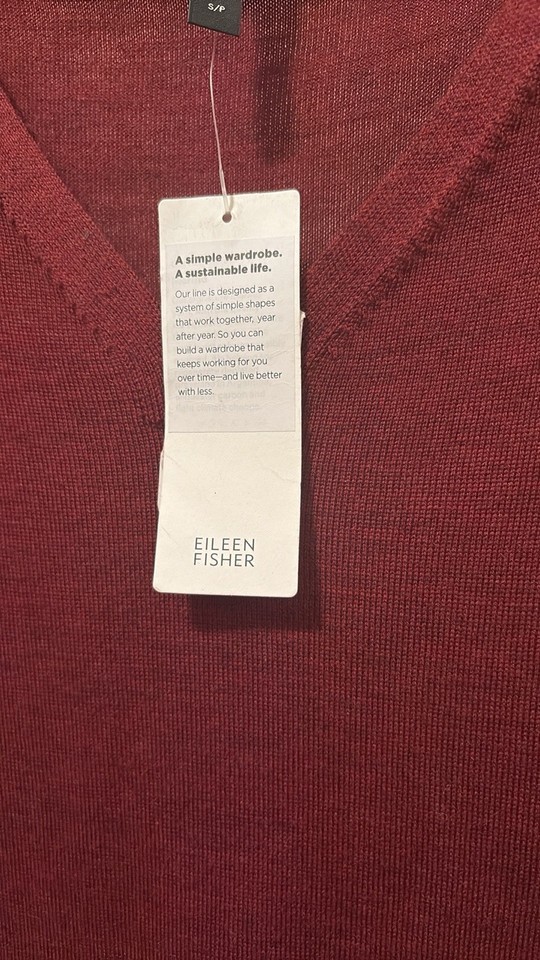 S/P
A simple wardrobe.
A sustainable life.
Our line is designed as a
system of simple shapes
that work together, year
after year. So you can
build a wardrobe that
keeps working for you
over time—and live better
with less.
EILEEN
FISHER